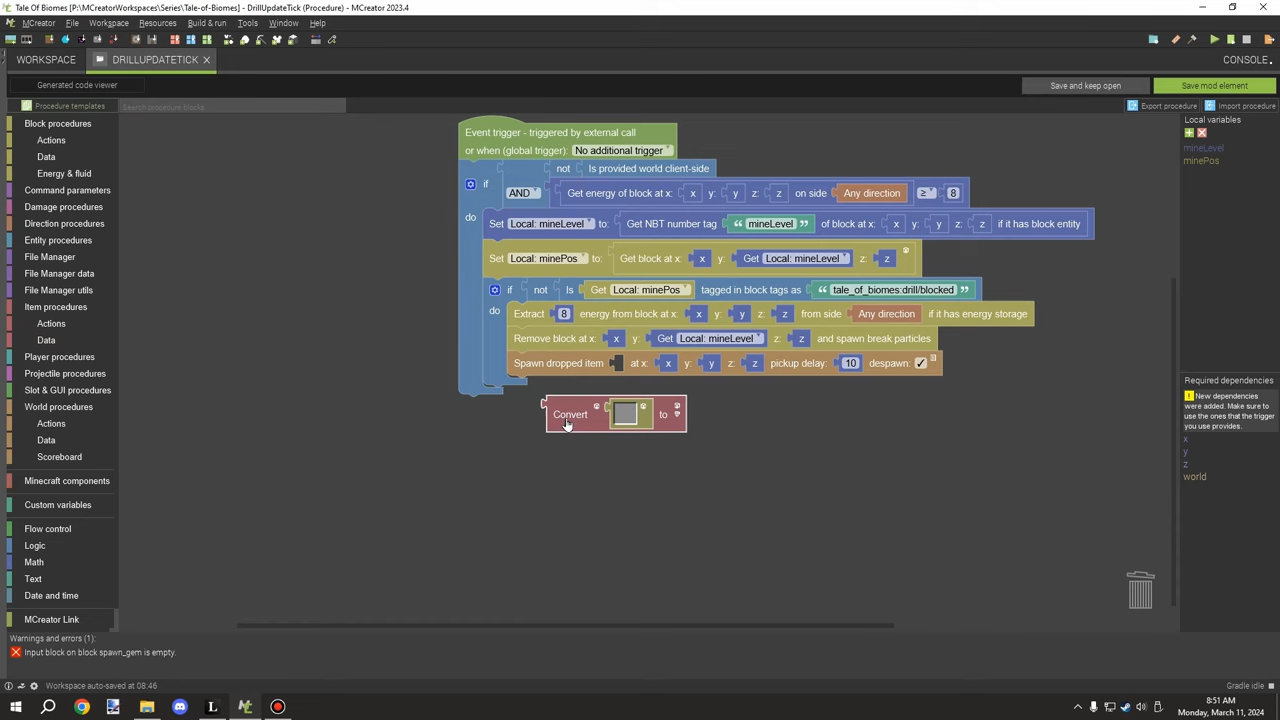 Tale Of Biomes [P:\MCreatorWorkspaces\Series\Tale-of-Biomes] - DrillUpdateTick (Procedure) - MCreator 2023.4
MCreator File Workspace Resources Build & run Tools Window Help
WORKSPACE DRILLUPDATETICK CONSOLE
Generated code viewer Save and keep open Save mod element
Procedure templates Search procedure blocks Export procedure Import procedure
Block procedures
Actions
Data
Energy & fluid
Command parameters
Damage procedures
Direction procedures
Entity procedures
File Manager
File Manager data
File Manager utils
Item procedures
Actions
Data
Player procedures
Projectile procedures
Slot & GUI procedures
World procedures
Actions
Data
Scoreboard
Minecraft components
Custom variables
Flow control
Logic
Math
Text
Date and time
MCreator Link
Event trigger - triggered by external call
or when (global trigger): No additional trigger
not Is provided world client-side
if AND Get energy of block at x: x y: y z: z on side Any direction ≥ 8
do Set Local: mineLevel to: Get NBT number tag “ mineLevel ” of block at x: x y: y z: z if it has block entity
Set Local: minePos to: Get block at x: x y: Get Local: mineLevel z: z
if not Is Get Local: minePos tagged in block tags as “ tale_of_biomes:drill/blocked ”
do Extract 8 energy from block at x: x y: y z: z from side Any direction if it has energy storage
Remove block at x: x y: Get Local: mineLevel z: z and spawn break particles
Spawn dropped item at x: x y: y z: z pickup delay: 10 despawn: ✓
Convert to
Local variables
mineLevel
minePos
Required dependencies
New dependencies
were added. Make sure to
use the ones that the
trigger you use provides.
x
y
z
world
Warnings and errors (1):
Input block on block spawn_gem is empty.
Workspace auto-saved at 08:46 Gradle idle
8:51 AM
Monday, March 11, 2024